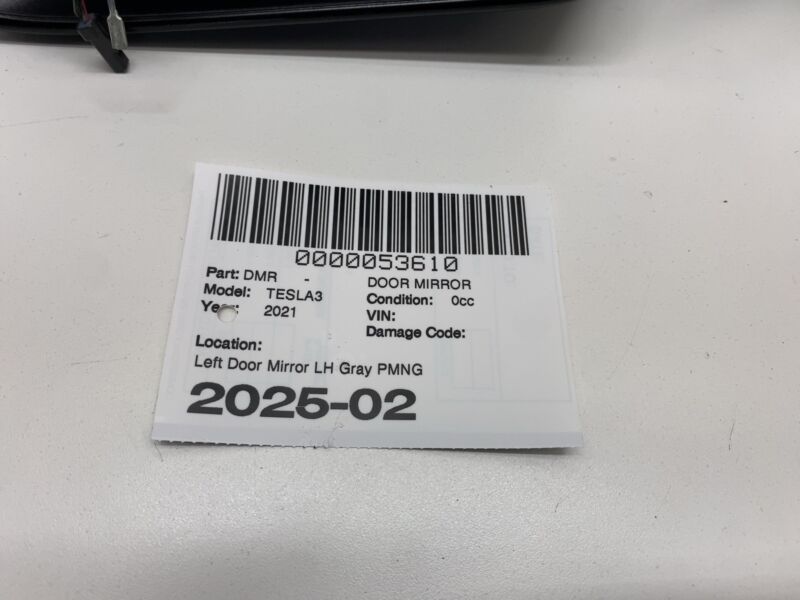 0000053610
Part: DMR - DOOR MIRROR
Model: TESLA3 Condition: 0cc
Year: 2021 VIN:
Damage Code:
Location:
Left Door Mirror LH Gray PMNG
2025-02